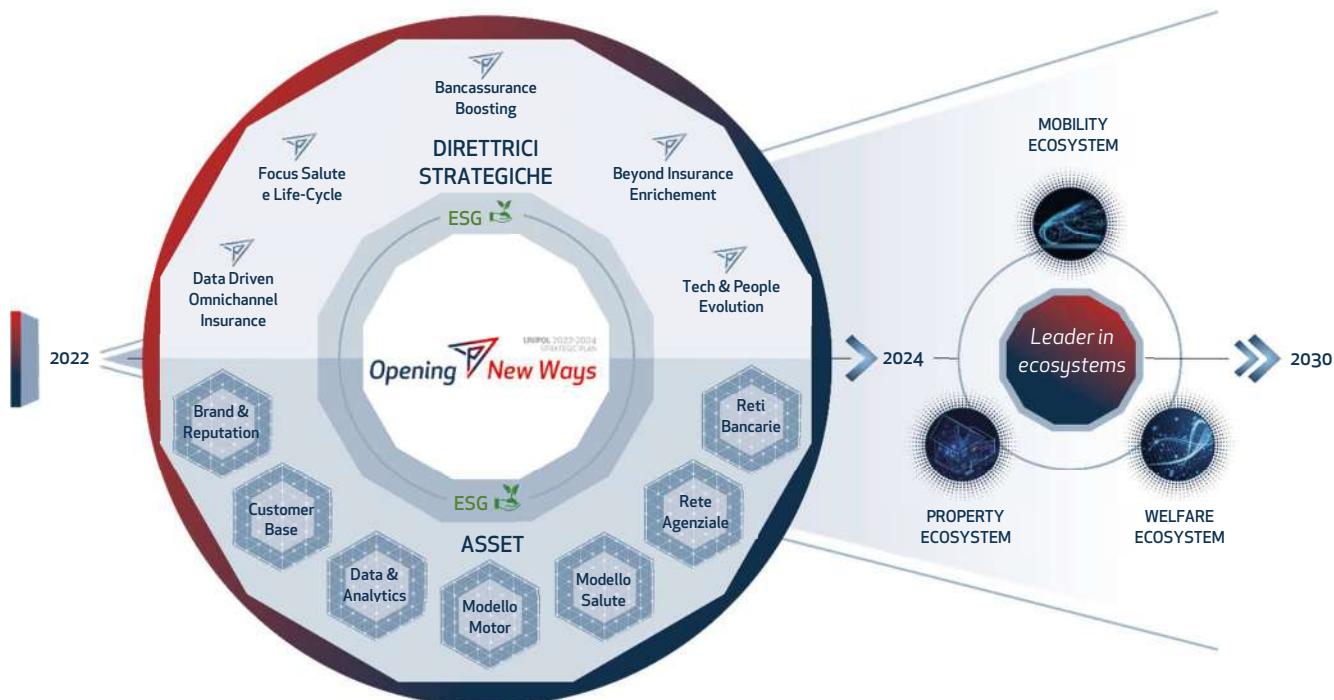 Bancassurance
Boosting
DIRETTRICI
STRATEGICHE
Focus Salute
e Life-Cycle
Beyond Insurance
Enrichement
Data Driven
Omnichannel
Insurance
Tech & People
Evolution
ESG
UNIPOL 2022-2024
STRATEGIC PLAN
Opening New Ways
2022
2024
2030
Brand &
Reputation
Customer
Base
Data &
Analytics
Modello
Motor
Modello
Salute
Rete
Agenziale
Reti
Bancarie
ESG
ASSET
MOBILITY
ECOSYSTEM
Leader in
ecosystems
PROPERTY
ECOSYSTEM
WELFARE
ECOSYSTEM